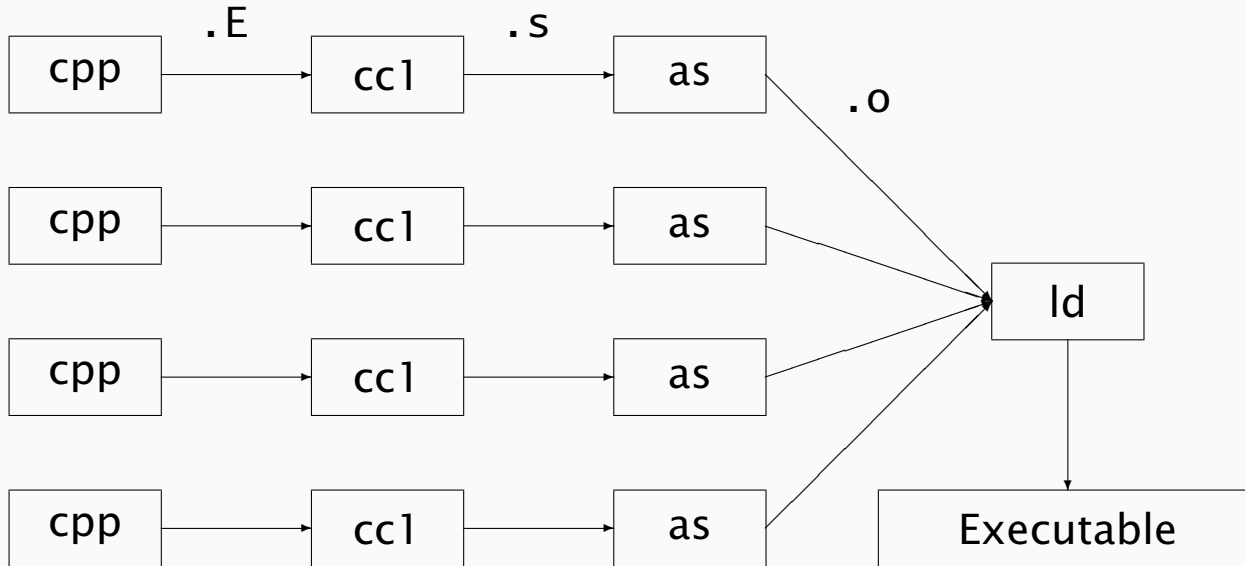 .E
.s
cpp
cc1
as
.o
cpp
cc1
as
ld
cpp
cc1
as
cpp
cc1
as
Executable